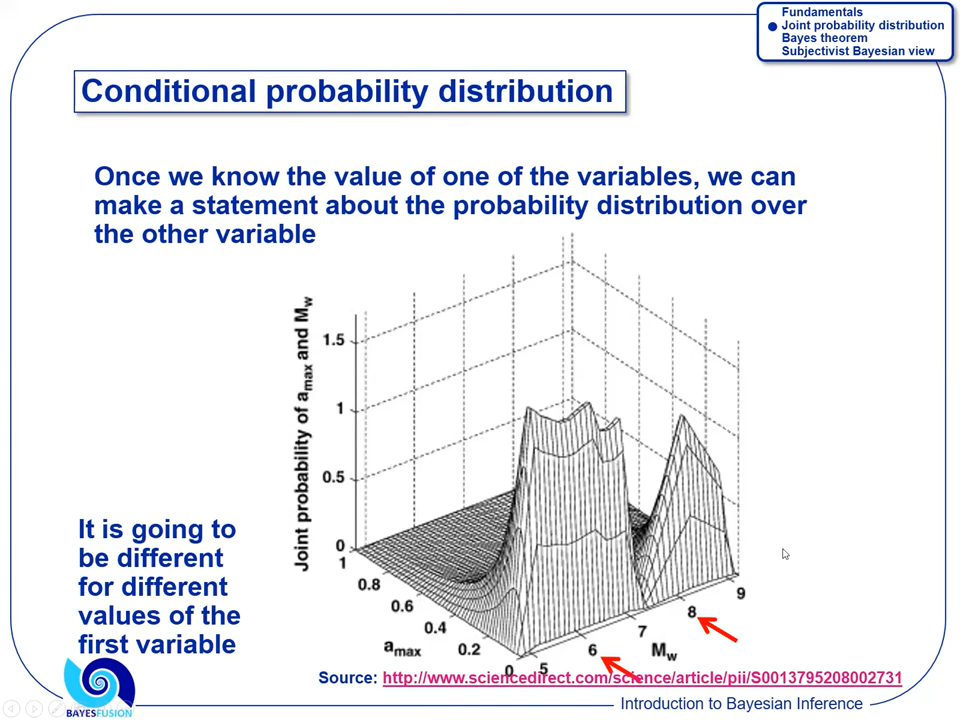 Fundamentals
Joint probability distribution
Bayes theorem
Subjectivist Bayesian view
Conditional probability distribution
Once we know the value of one of the variables, we can
make a statement about the probability distribution over
the other variable
Joint probability of amax and Mw
1.5
1
0.5
0
1
0.8
0.6
0.4
0.2
0
amax
5
6
7
8
9
Mw
It is going to
be different
for different
values of the
first variable
Source: http://www.sciencedirect.com/science/article/pii/S0013795208002731
Introduction to Bayesian Inference
BAYESFUSION